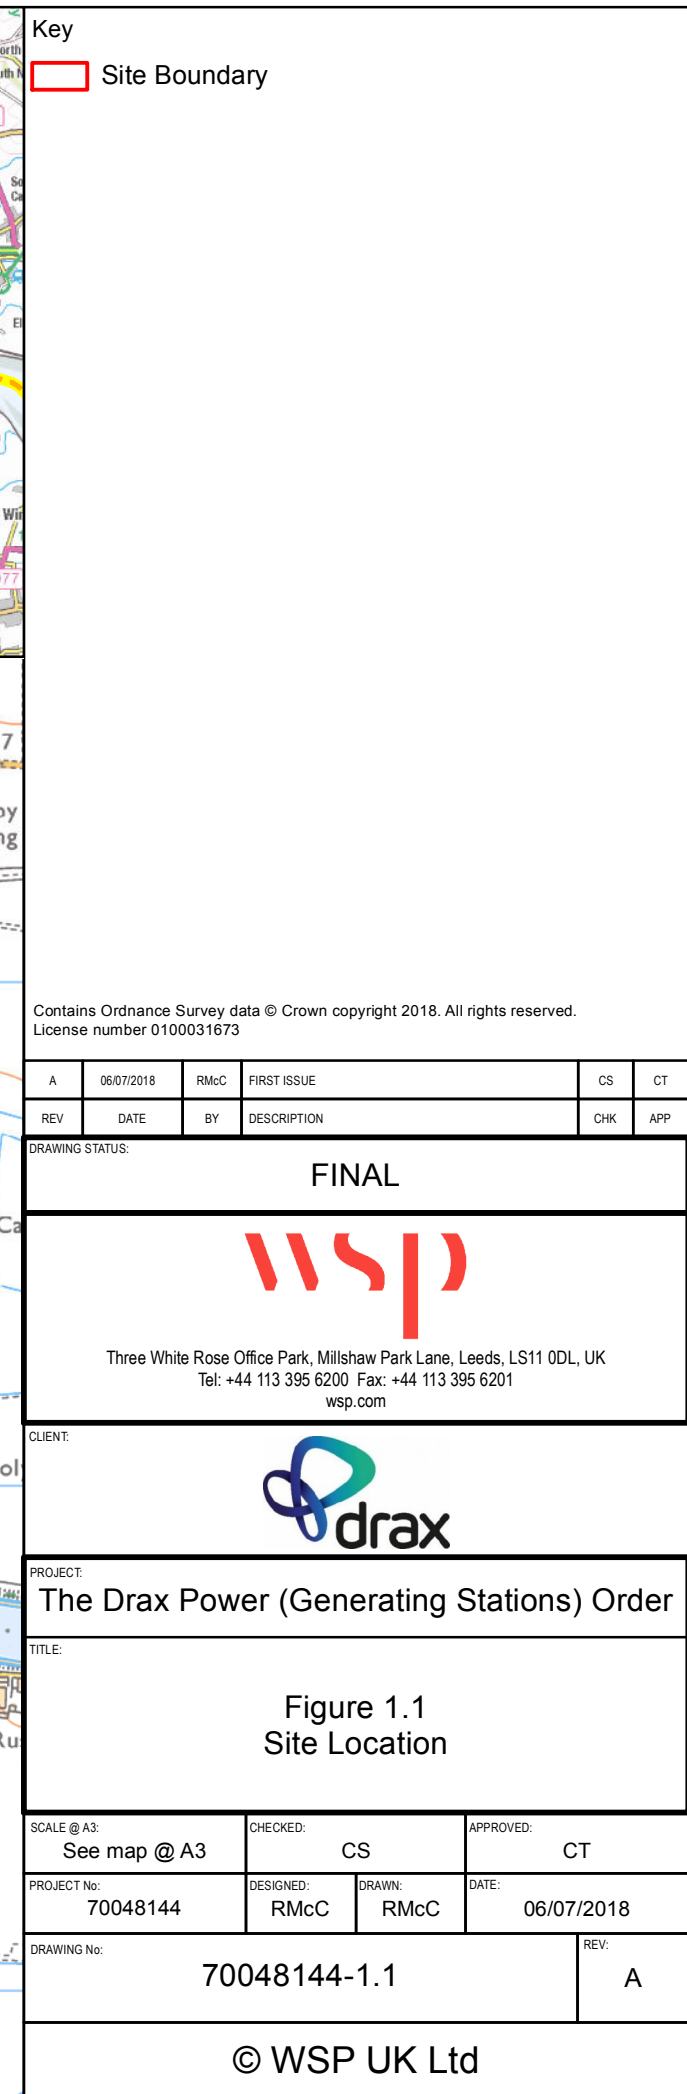 Key
Site Boundary
Contains Ordnance Survey data © Crown copyright 2018. All rights reserved.
License number 0100031673
A 06/07/2018 RMcC FIRST ISSUE CS CT
REV DATE BY DESCRIPTION CHK APP
DRAWING STATUS:
FINAL
wsp
Three White Rose Office Park, Millshaw Park Lane, Leeds, LS11 0DL, UK
Tel: +44 113 395 6200 Fax: +44 113 395 6201
wsp.com
CLIENT:
drax
PROJECT:
The Drax Power (Generating Stations) Order
TITLE:
Figure 1.1
Site Location
SCALE @ A3: CHECKED: APPROVED:
See map @ A3 CS CT
PROJECT No: DESIGNED: DRAWN: DATE:
70048144 RMcC RMcC 06/07/2018
DRAWING No: REV:
70048144-1.1 A
© WSP UK Ltd